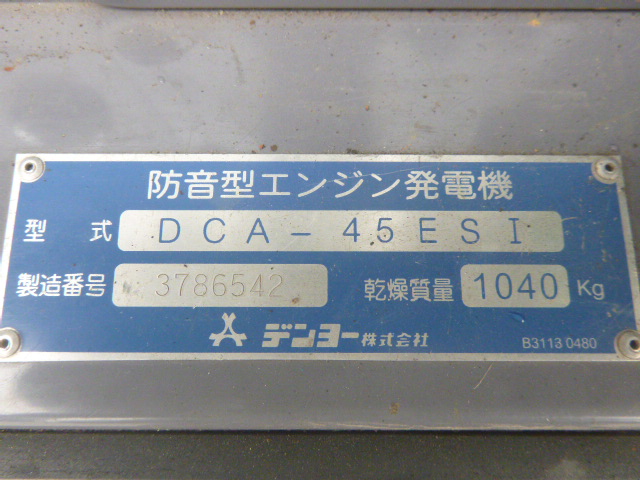 防音型エンジン発電機
型 式 DCA-45ESI
製造番号 3786542 乾燥質量 1040 Kg
デンヨー株式会社 B3113 0480